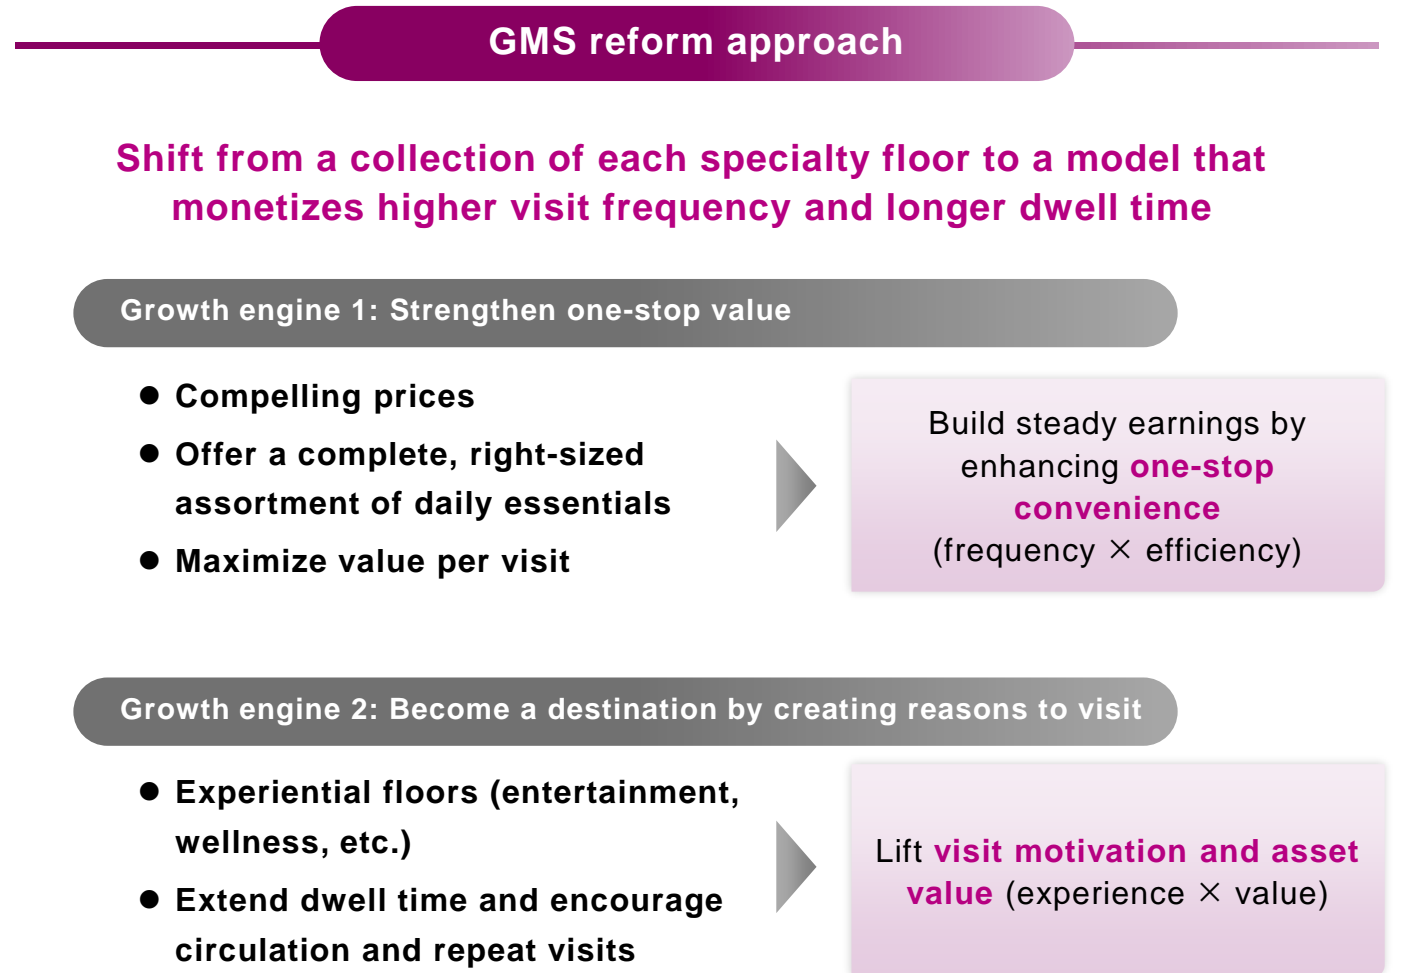 GMS reform approach
Shift from a collection of each specialty floor to a model that
monetizes higher visit frequency and longer dwell time
Growth engine 1: Strengthen one-stop value
● Compelling prices
● Offer a complete, right-sized
assortment of daily essentials
● Maximize value per visit
Build steady earnings by
enhancing one-stop
convenience
(frequency × efficiency)
Growth engine 2: Become a destination by creating reasons to visit
● Experiential floors (entertainment,
wellness, etc.)
● Extend dwell time and encourage
circulation and repeat visits
Lift visit motivation and asset
value (experience × value)